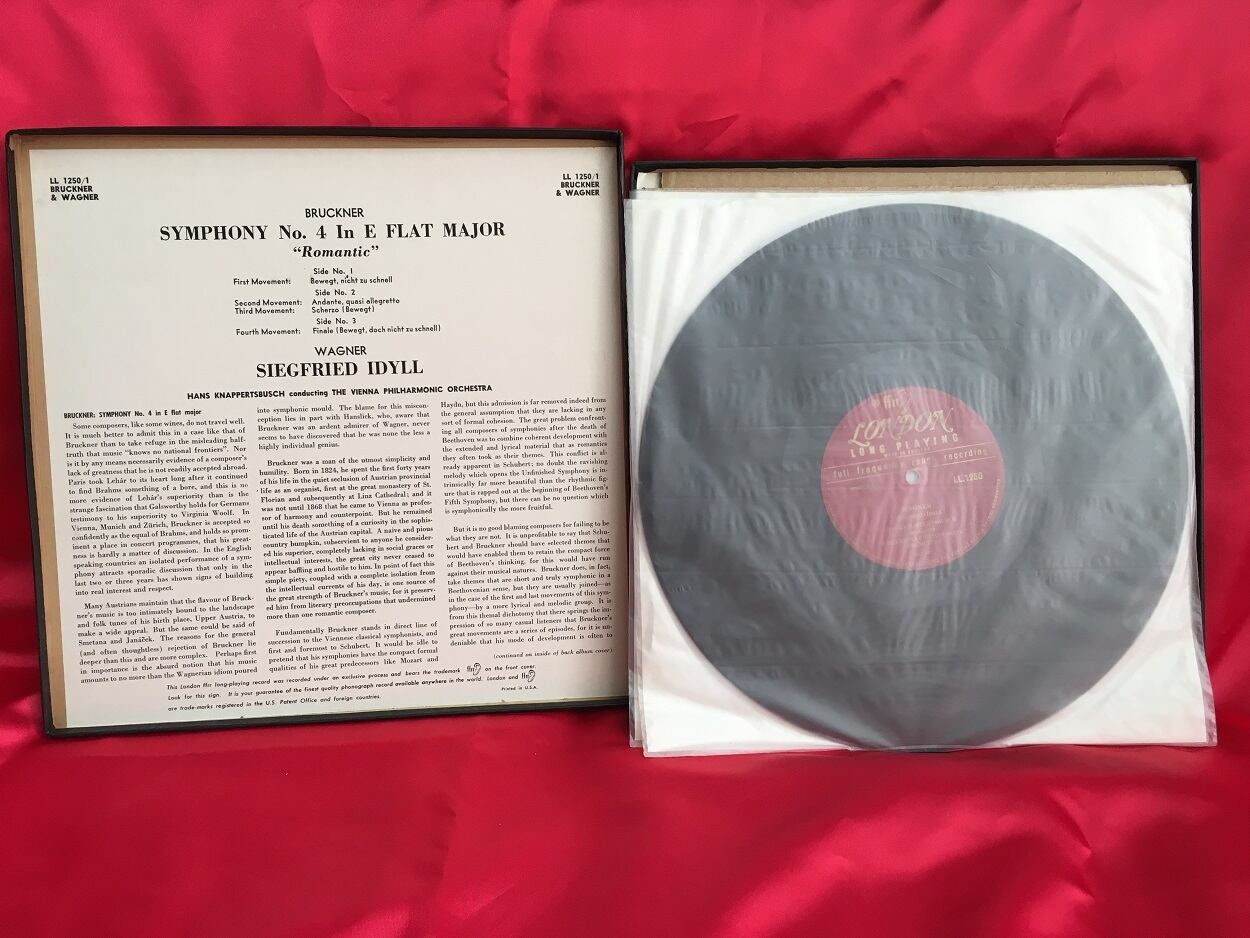 LL 1250/1
BRUCKNER
& WAGNER
LL 1250/1
BRUCKNER
& WAGNER
BRUCKNER
SYMPHONY No. 4 In E FLAT MAJOR
"Romantic"
Side No. 1
First Movement: Bewegt, nicht zu schnell
Side No. 2
Second Movement: Andante, quasi allegretto
Third Movement: Scherzo (Bewegt)
Side No. 3
Fourth Movement: Finale (Bewegt, doch nicht zu schnell)
WAGNER
SIEGFRIED IDYLL
HANS KNAPPERTSBUSCH conducting THE VIENNA PHILHARMONIC ORCHESTRA
BRUCKNER: SYMPHONY No. 4 in E flat major
Some composers, like some wines, do not travel well.
It is much better to admit this in a case like that of
Bruckner than to take refuge in the misleading half-
truth that music "knows no national frontiers". Nor
is it by any means necessarily evidence of a composer's
lack of greatness that he is not readily accepted abroad.
Paris took Lehár to its heart long after it continued
to find Brahms something of a bore, and this is no
more evidence of Lehár's superiority than is the
strange fascination that Galsworthy holds for Germans
testimony to his superiority to Virginia Woolf. In
Vienna, Munich and Zürich, Bruckner is accepted so
confidently as the equal of Brahms, and holds so prom-
inent a place in concert programmes, that his great-
ness is hardly a matter of discussion. In the English
speaking countries an isolated performance of a sym-
phony attracts sporadic discussion that only in the
last two or three years has shown signs of building
into real interest and respect.
Many Austrians maintain that the flavour of Bruck-
ner's music is too intimately bound to the landscape
and folk tunes of his birth place, Upper Austria, to
make a wide appeal. But the same could be said of
Smetana and Janáček. The reasons for the general
(and often thoughtless) rejection of Bruckner lie
deeper than this and are more complex. Perhaps first
in importance is the absurd notion that his music
amounts to no more than the Wagnerian idiom poured
into symphonic mould. The blame for this miscon-
ception lies in part with Hanslick, who, aware that
Bruckner was an ardent admirer of Wagner, never
seems to have discovered that he was none the less a
highly individual genius.
Bruckner was a man of the utmost simplicity and
humility. Born in 1824, he spent the first forty years
of his life in the quiet seclusion of Austrian provincial
life as an organist, first at the great monastery of St.
Florian and subsequently at Linz Cathedral; and it
was not until 1868 that he came to Vienna as profes-
sor of harmony and counterpoint. But he remained
until his death something of a curiosity in the sophis-
ticated life of the Austrian capital. A naive and pious
country bumpkin, subservient to anyone he consider-
ed his superior, completely lacking in social graces or
intellectual interests, the great city never ceased to
appear baffling and hostile to him. In point of fact this
simple piety, coupled with a complete isolation from
the intellectual currents of his day, is one source of
the great strength of Bruckner's music, for it preserv-
ed him from literary preoccupations that undermined
more than one romantic composer.
Fundamentally Bruckner stands in direct line of
succession to the Viennese classical symphonists, and
first and foremost to Schubert. It would be idle to
pretend that his symphonies have the compact formal
qualities of his great predecessors like Mozart and
Haydn, but this admission is far removed indeed from
the general assumption that they are lacking in any
sort of formal cohesion. The great problem confront-
ing all composers of symphonies after the death of
Beethoven was to combine coherent development with
the extended and lyrical material that as romantics
they often took as their themes. This conflict is al-
ready apparent in Schubert; no doubt the ravishing
melody which opens the Unfinished Symphony is in-
trinsically far more beautiful than the rhythmic fig-
ure that is rapped out at the beginning of Beethoven's
Fifth Symphony, but there can be no question which
is symphonically the more fruitful.
But it is no good blaming composers for failing to be
what they are not. It is unprofitable to say that Schu-
bert and Bruckner should have selected themes that
would have enabled them to retain the compact force
of Beethoven's thinking, for this would have run
against their musical natures. Bruckner does, in fact,
take themes that are short and truly symphonic in a
Beethovenian sense, but they are usually joined—as
in the case of the first and last movements of this sym-
phony—by a more lyrical and melodic group. It is
from this themal dichotomy that there springs the im-
pression of so many casual listeners that Bruckner's
great movements are a series of episodes, for it is un-
deniable that his mode of development is often to
(continued on inside of back album cover)
This London ffrr long-playing record was recorded under an exclusive process and bears the trademark ffrr on the front cover.
Look for this sign. It is your guarantee of the finest quality phonograph record available anywhere in the world. London and ffrr
are trade-marks registered in the U.S. Patent Office and foreign countries.
Printed in U.S.A.
ffrr
LONDON
LONG PLAYING
full frequency range recording
LL.1250